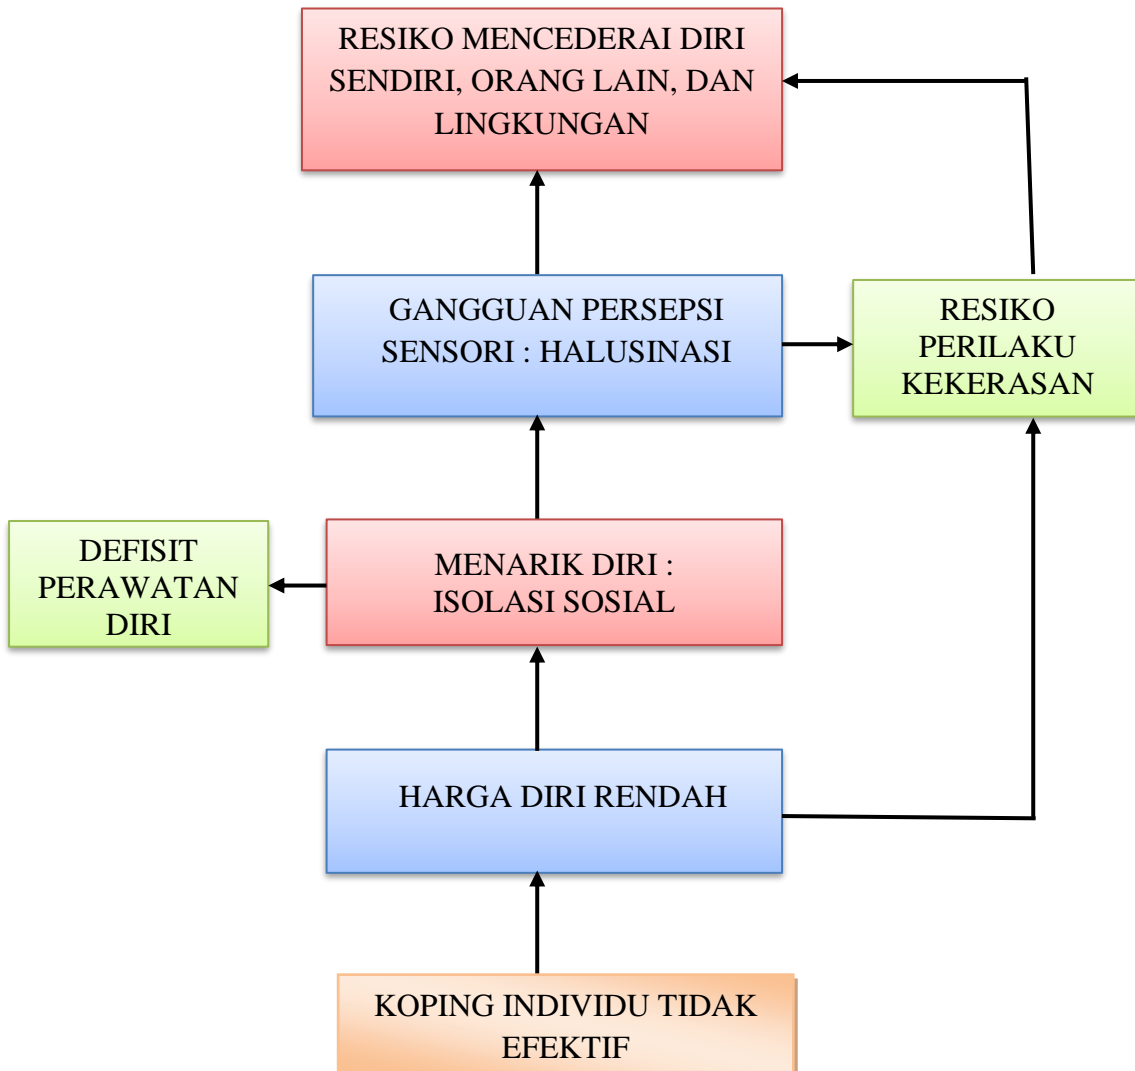 RESIKO MENCEDERAI DIRI
SENDIRI, ORANG LAIN, DAN
LINGKUNGAN
GANGGUAN PERSEPSI
SENSORI : HALUSINASI
RESIKO
PERILAKU
KEKERASAN
DEFISIT
PERAWATAN
DIRI
MENARIK DIRI :
ISOLASI SOSIAL
HARGA DIRI RENDAH
KOPING INDIVIDU TIDAK
EFEKTIF